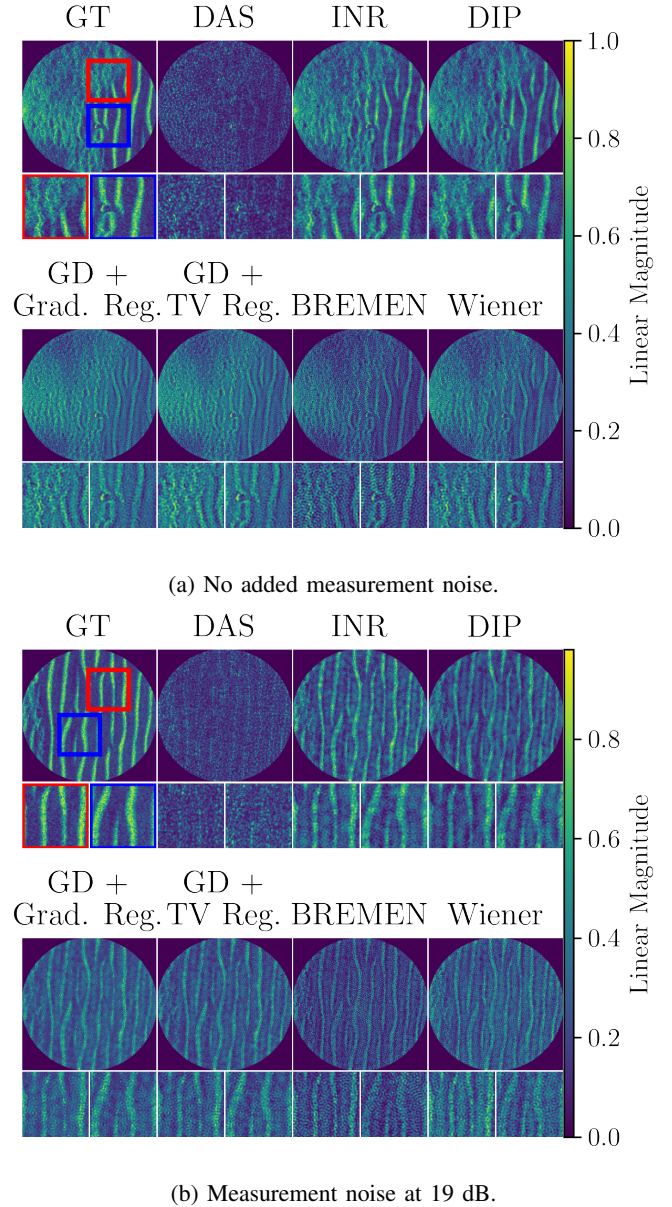 GT DAS INR DIP
1.0
0.8
0.6
0.4
0.2
0.0
Linear Magnitude
GD + GD +
Grad. Reg. TV Reg. BREMEN Wiener
(a) No added measurement noise.
GT DAS INR DIP
0.8
0.6
0.4
0.2
0.0
Linear Magnitude
GD + GD +
Grad. Reg. TV Reg. BREMEN Wiener
(b) Measurement noise at 19 dB.